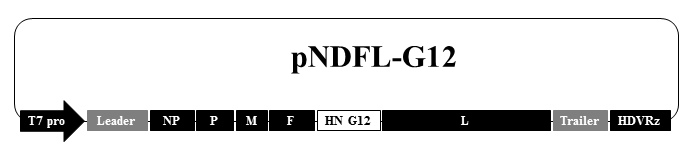 pNDFL-G12
T7 pro Leader NP P M F HN G12 L Trailer HDVRz